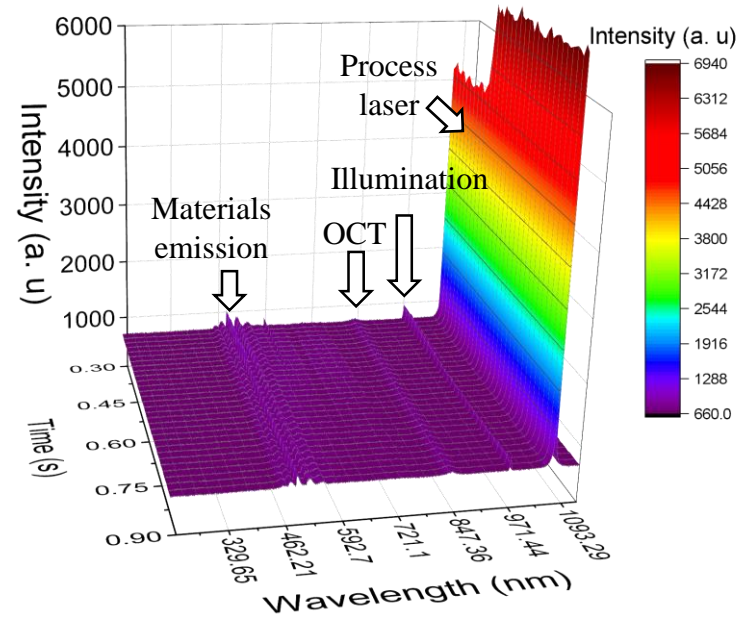 6000
5000
4000
3000
2000
1000
Intensity (a. u)
Process
laser
Illumination
Materials
emission
OCT
0.30
0.45
0.60
0.75
0.90
Time(s)
329.65
462.21
592.7
721.1
847.36
971.44
1093.29
Wavelength (nm)
Intensity (a. u)
6940
6312
5684
5056
4428
3800
3172
2544
1916
1288
660.0